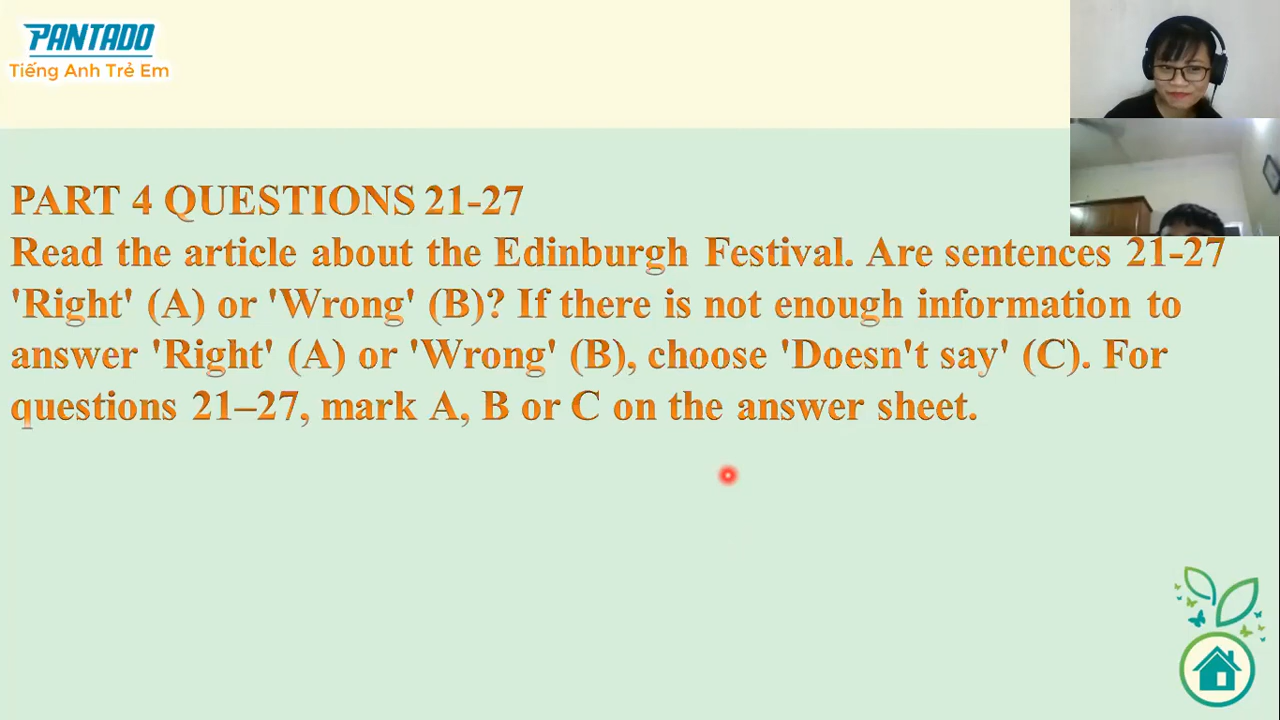 PANTADO
Tiếng Anh Trẻ Em
PART 4 QUESTIONS 21-27
Read the article about the Edinburgh Festival. Are sentences 21-27
'Right' (A) or 'Wrong' (B)? If there is not enough information to
answer 'Right' (A) or 'Wrong' (B), choose 'Doesn't say' (C). For
questions 21–27, mark A, B or C on the answer sheet.